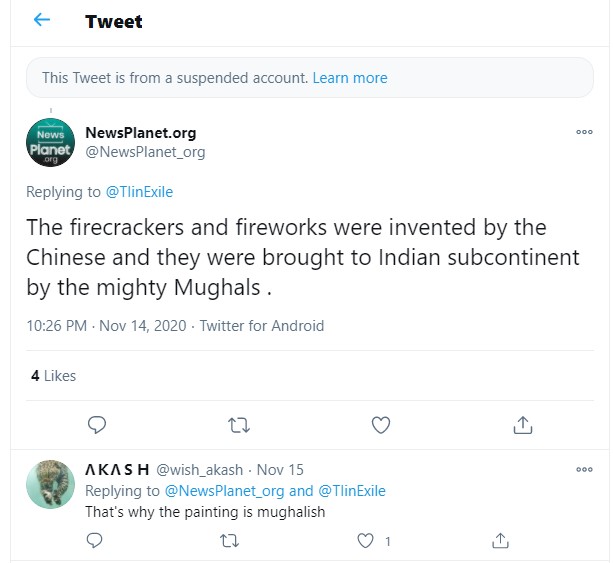 Tweet
This Tweet is from a suspended account. Learn more
News
Planet
.org
NewsPlanet.org
@NewsPlanet_org
Replying to @TlinExile
The firecrackers and fireworks were invented by the
Chinese and they were brought to Indian subcontinent
by the mighty Mughals .
10:26 PM · Nov 14, 2020 · Twitter for Android
4 Likes
ΛKΛSH @wish_akash · Nov 15
Replying to @NewsPlanet_org and @TlinExile
That's why the painting is mughalish
1